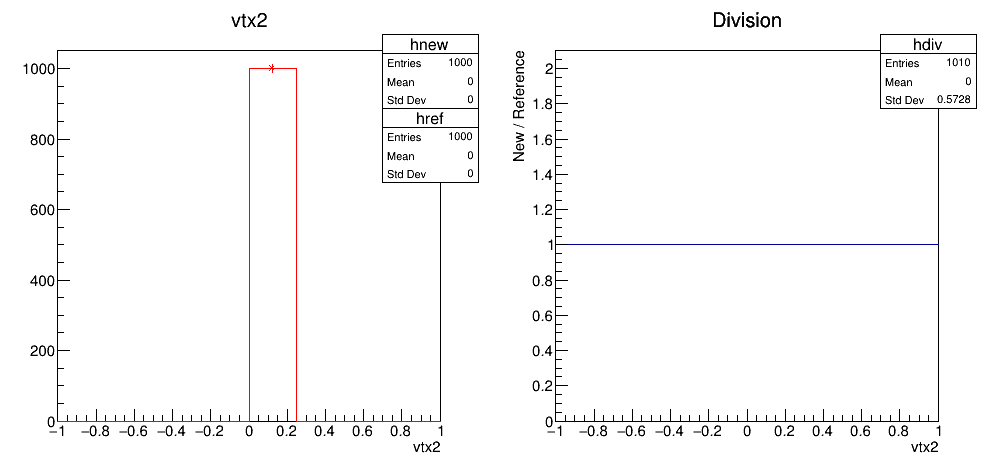 vtx2
hnew
Entries 1000
Mean 0
Std Dev 0
href
Entries 1000
Mean 0
Std Dev 0
1000
800
600
400
200
0
−1 −0.8 −0.6 −0.4 −0.2 0 0.2 0.4 0.6 0.8 1
vtx2
Division
hdiv
Entries 1010
Mean 0
Std Dev 0.5728
New / Reference
2
1.8
1.6
1.4
1.2
1
0.8
0.6
0.4
0.2
0
−1 −0.8 −0.6 −0.4 −0.2 0 0.2 0.4 0.6 0.8 1
vtx2